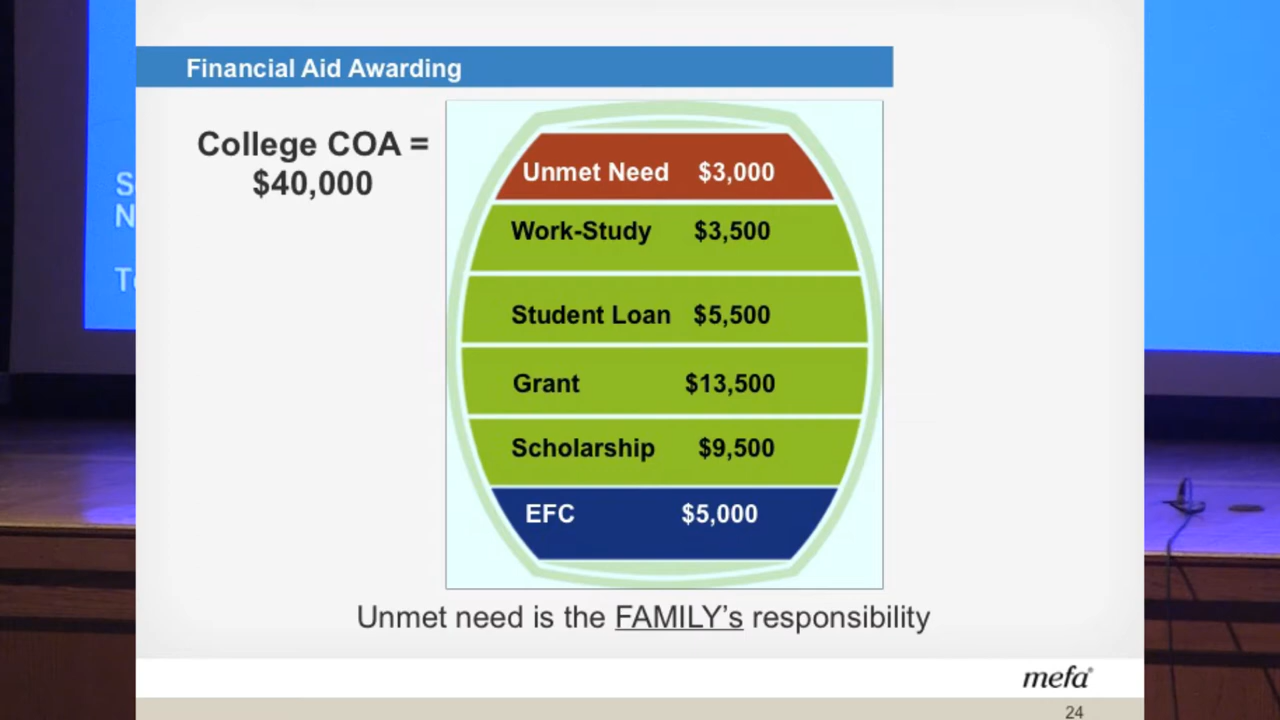 Financial Aid Awarding
College COA =
$40,000
Unmet Need $3,000
Work-Study $3,500
Student Loan $5,500
Grant $13,500
Scholarship $9,500
EFC $5,000
Unmet need is the FAMILY's responsibility
mefa®
24